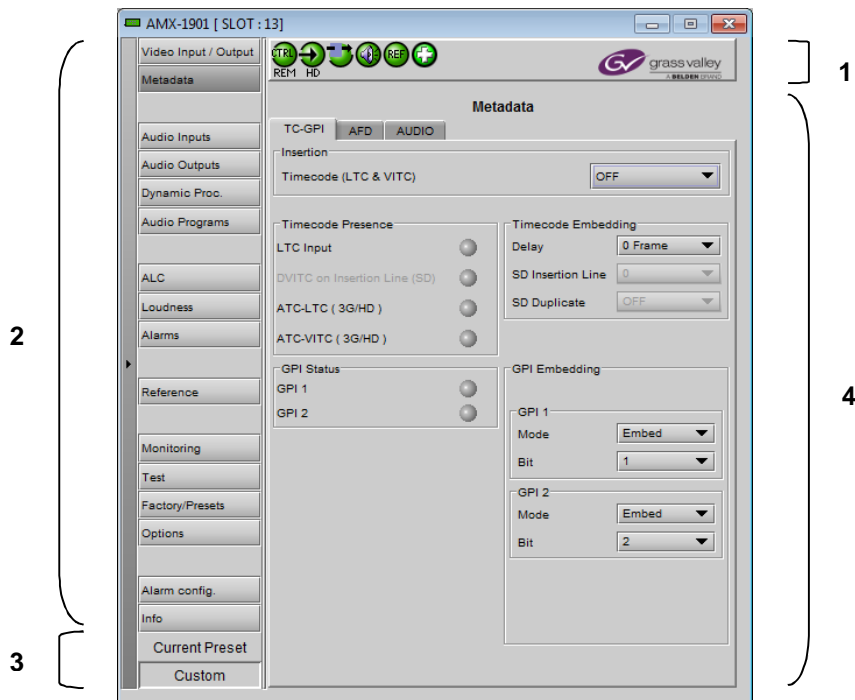 AMX-1901 [ SLOT : 13]
Video Input / Output
Metadata
Audio Inputs
Audio Outputs
Dynamic Proc.
Audio Programs
ALC
Loudness
Alarms
Reference
Monitoring
Test
Factory/Presets
Options
Alarm config.
Info
Current Preset
Custom
CTRL
REF
REM HD
grass valley
A BELDEN BRAND
Metadata
TC-GPI AFD AUDIO
Insertion
Timecode (LTC & VITC) OFF
Timecode Presence
LTC Input
DVITC on Insertion Line (SD)
ATC-LTC ( 3G/HD )
ATC-VITC ( 3G/HD )
Timecode Embedding
Delay 0 Frame
SD Insertion Line 0
SD Duplicate OFF
GPI Status
GPI 1
GPI 2
GPI Embedding
GPI 1
Mode Embed
Bit 1
GPI 2
Mode Embed
Bit 2
1
2
3
4